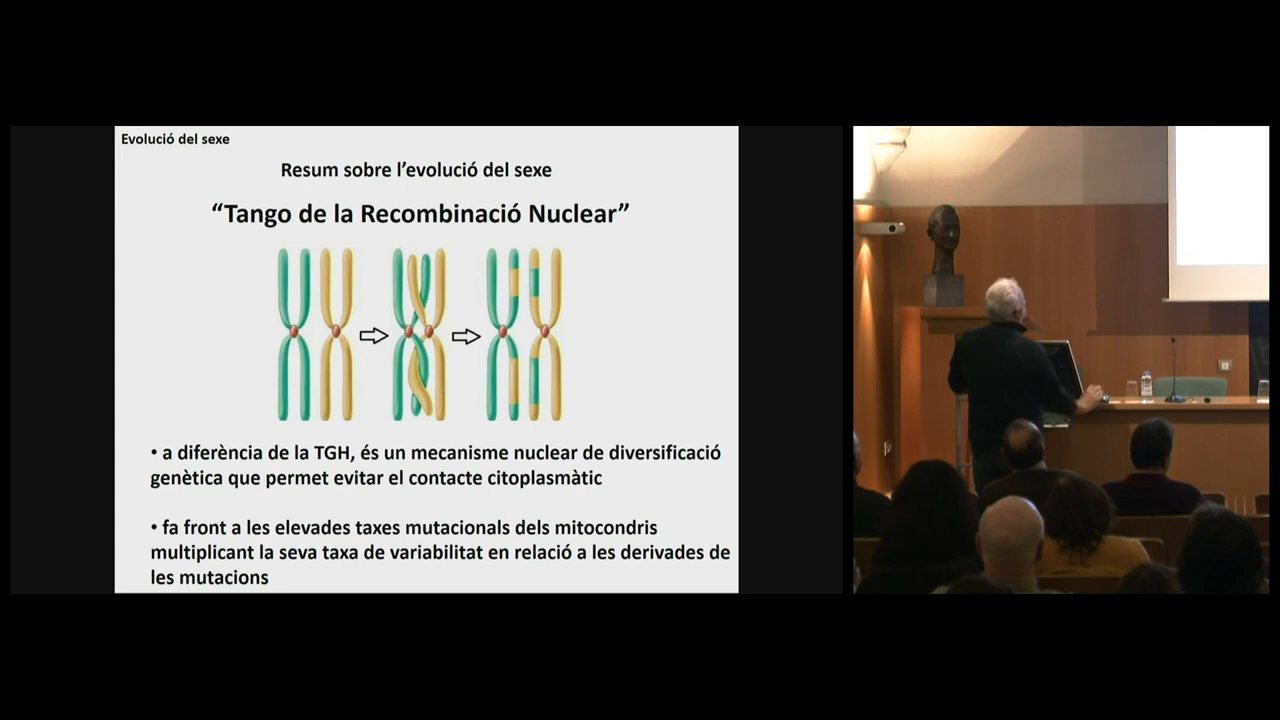 Evolució del sexe
Resum sobre l’evolució del sexe
“Tango de la Recombinació Nuclear”
• a diferència de la TGH, és un mecanisme nuclear de diversificació
genètica que permet evitar el contacte citoplasmàtic
• fa front a les elevades taxes mutacionals dels mitocondris
multiplicant la seva taxa de variabilitat en relació a les derivades de
les mutacions